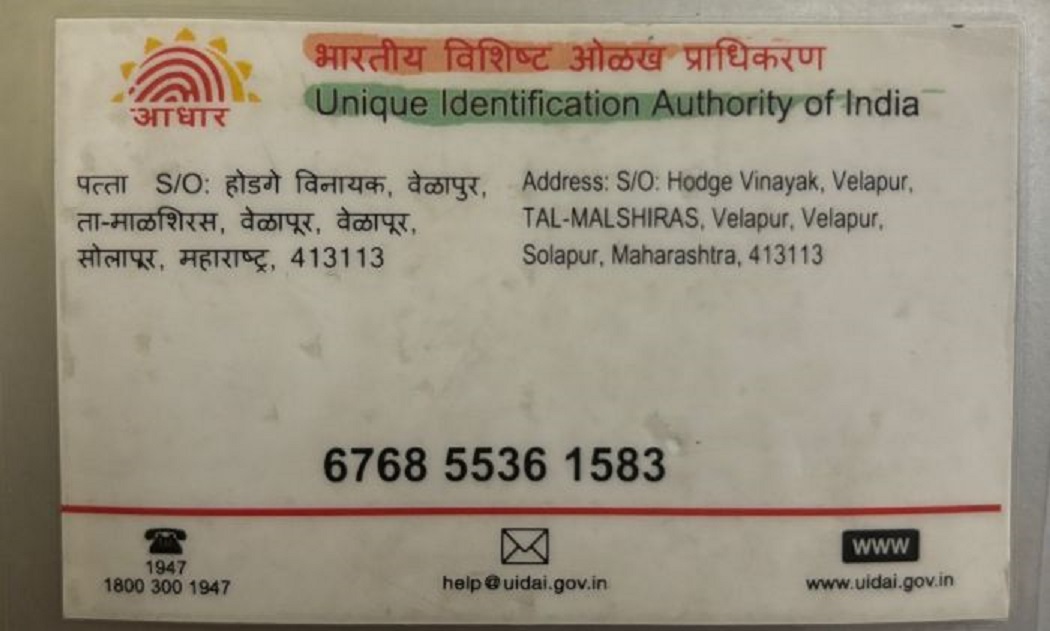 आधार
भारतीय विशिष्ट ओळख प्राधिकरण
Unique Identification Authority of India
पत्ता S/O: होडगे विनायक, वेळापुर,
ता-माळशिरस, वेळापूर, वेळापूर,
सोलापूर, महाराष्ट्र, 413113
Address: S/O: Hodge Vinayak, Velapur,
TAL-MALSHIRAS, Velapur, Velapur,
Solapur, Maharashtra, 413113
6768 5536 1583
1947
1800 300 1947
help@uidai.gov.in
WWW
www.uidai.gov.in